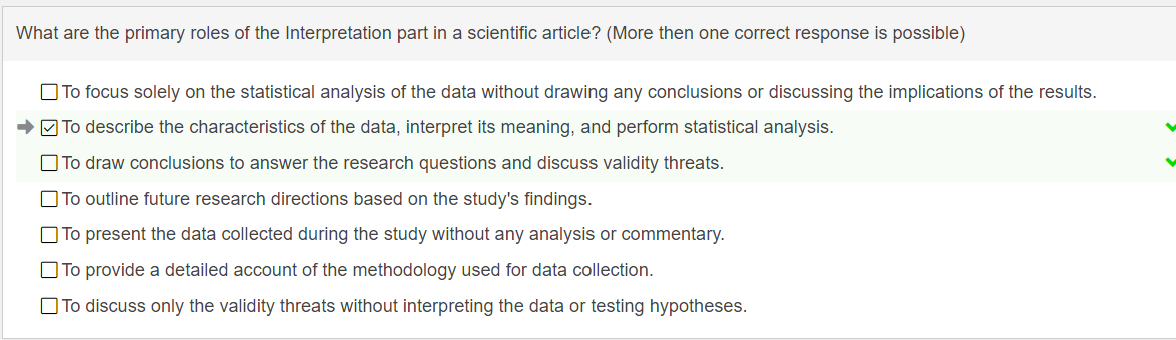 What are the primary roles of the Interpretation part in a scientific article? (More then one correct response is possible)
To focus solely on the statistical analysis of the data without drawing any conclusions or discussing the implications of the results.
To describe the characteristics of the data, interpret its meaning, and perform statistical analysis.
To draw conclusions to answer the research questions and discuss validity threats.
To outline future research directions based on the study's findings.
To present the data collected during the study without any analysis or commentary.
To provide a detailed account of the methodology used for data collection.
To discuss only the validity threats without interpreting the data or testing hypotheses.